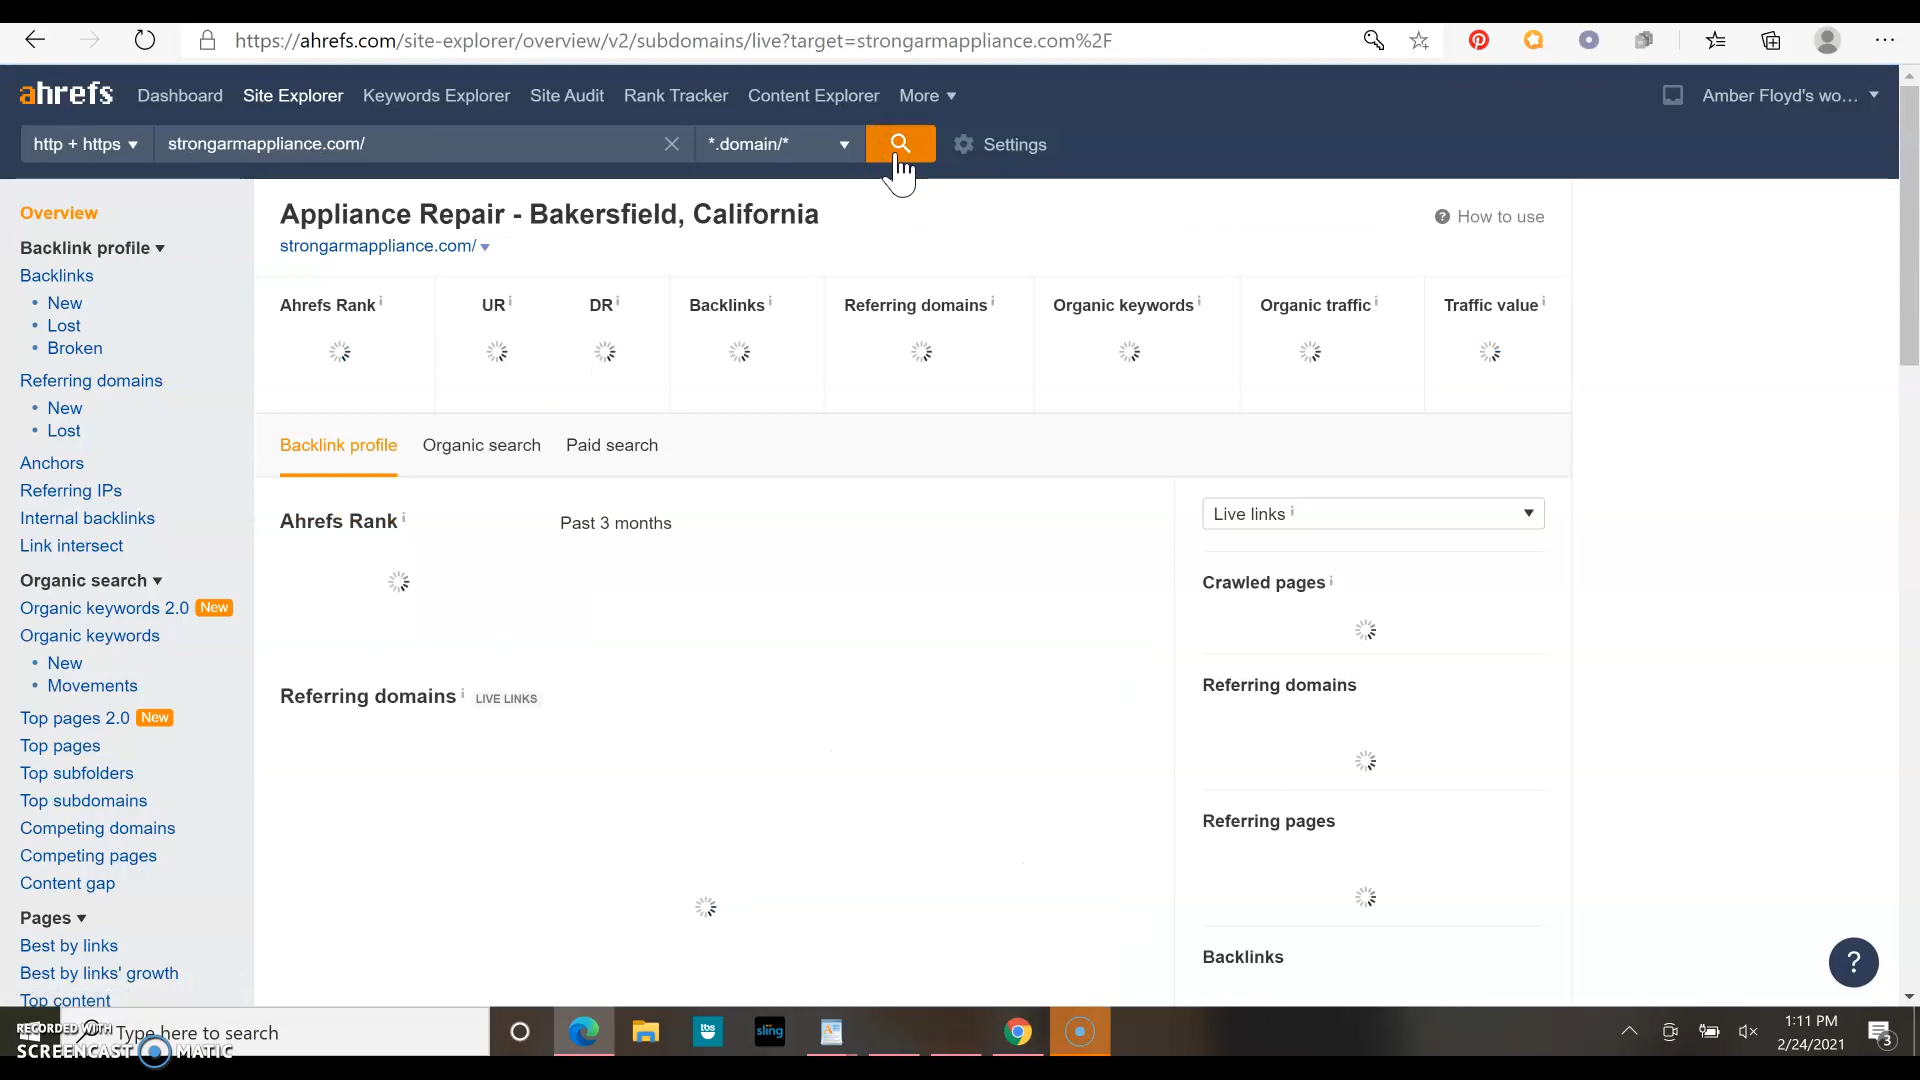 https://ahrefs.com/site-explorer/overview/v2/subdomains/live?target=strongarmappliance.com%2F
ahrefs Dashboard Site Explorer Keywords Explorer Site Audit Rank Tracker Content Explorer More Amber Floyd's wo...
http + https strongarmappliance.com/ *.domain/* Settings
Overview
Backlink profile
Backlinks
New
Lost
Broken
Referring domains
New
Lost
Anchors
Referring IPs
Internal backlinks
Link intersect
Organic search
Organic keywords 2.0 New
Organic keywords
New
Movements
Top pages 2.0 New
Top pages
Top subfolders
Top subdomains
Competing domains
Competing pages
Content gap
Pages
Best by links
Best by links' growth
Top content
Appliance Repair - Bakersfield, California
How to use
strongarmappliance.com/
Ahrefs Rank UR DR Backlinks Referring domains Organic keywords Organic traffic Traffic value
Backlink profile Organic search Paid search
Ahrefs Rank Past 3 months
Referring domains LIVE LINKS
Live links
Crawled pages
Referring domains
Referring pages
Backlinks
?
Type here to search
RECORDED WITH
SCREENCAST MATIC
tbs
sling
1:11 PM
2/24/2021
3